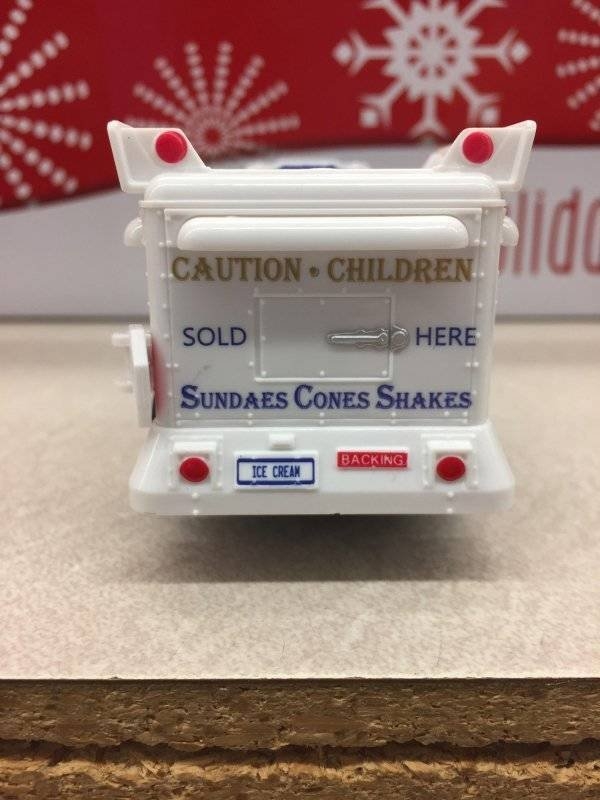 CAUTION • CHILDREN
SOLD HERE
SUNDAES CONES SHAKES
ICE CREAM
BACKING